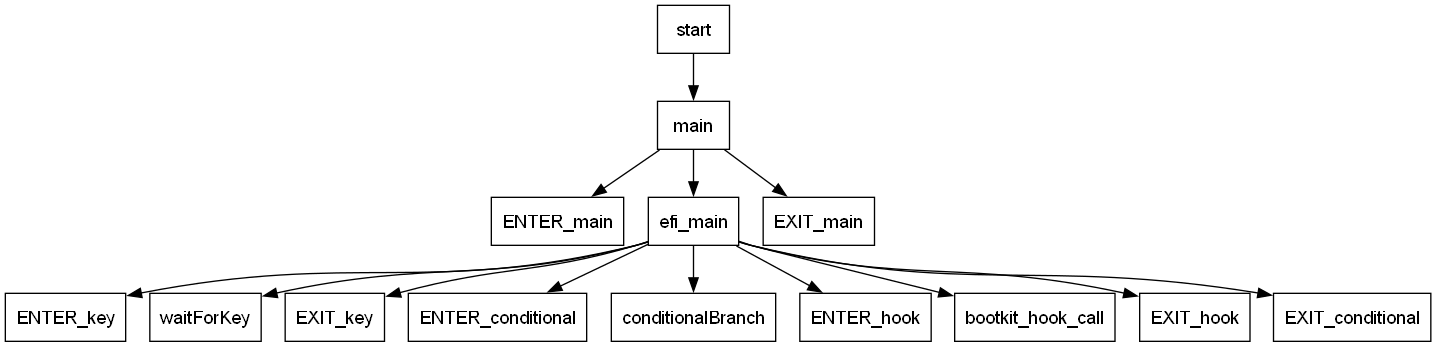 start
main
ENTER_main
efi_main
EXIT_main
ENTER_key
waitForKey
EXIT_key
ENTER_conditional
conditionalBranch
ENTER_hook
bootkit_hook_call
EXIT_hook
EXIT_conditional